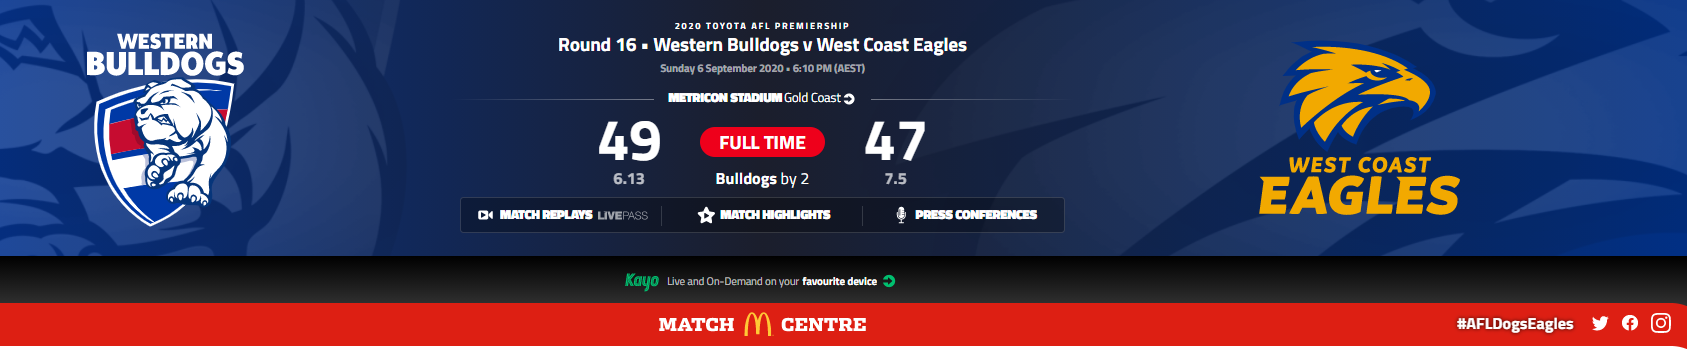 2020 TOYOTA AFL PREMIERSHIP
Round 16 • Western Bulldogs v West Coast Eagles
Sunday 6 September 2020 • 6:10 PM (AEST)
METRICON STADIUM Gold Coast
WESTERN
BULLDOGS
49 FULL TIME 47
6.13 Bulldogs by 2 7.5
WEST COAST
EAGLES
MATCH REPLAYS LIVEPASS MATCH HIGHLIGHTS PRESS CONFERENCES
Kayo Live and On-Demand on your favourite device
MATCH CENTRE #AFLDogsEagles